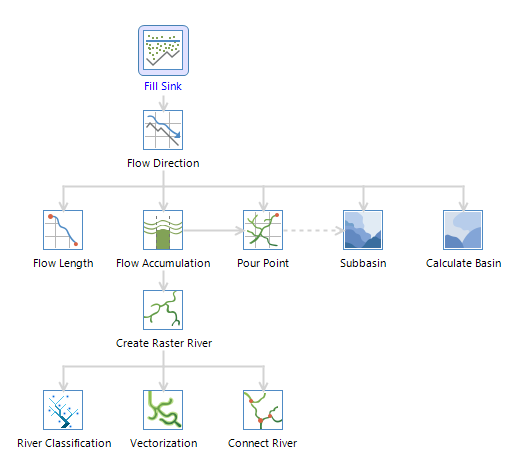 Fill Sink
Flow Direction
Flow Length
Flow Accumulation
Pour Point
Subbasin
Calculate Basin
Create Raster River
River Classification
Vectorization
Connect River